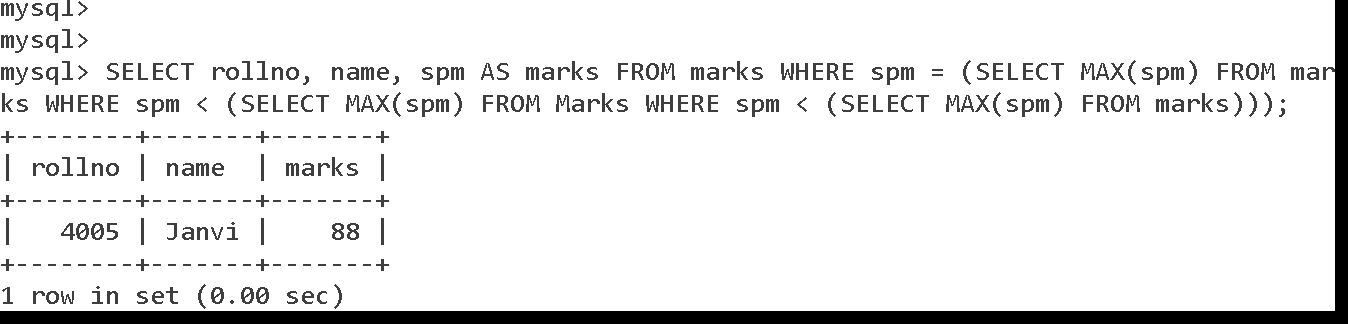 mysql>
mysql>
mysql> SELECT rollno, name, spm AS marks FROM marks WHERE spm = (SELECT MAX(spm) FROM mar
ks WHERE spm < (SELECT MAX(spm) FROM Marks WHERE spm < (SELECT MAX(spm) FROM marks)));
+--------+-------+-------+
| rollno | name  | marks |
+--------+-------+-------+
|   4005 | Janvi |    88 |
+--------+-------+-------+
1 row in set (0.00 sec)